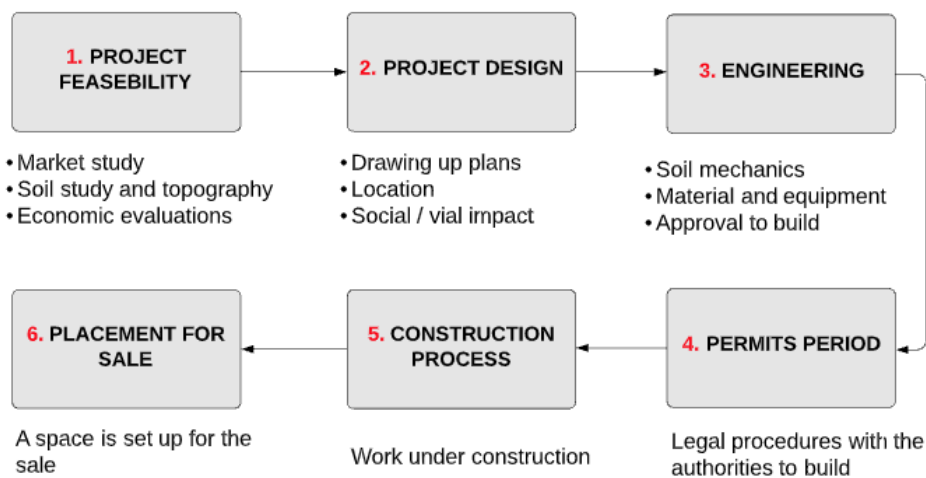 1. PROJECT
FEASEBILITY
• Market study
• Soil study and topography
• Economic evaluations
2. PROJECT DESIGN
• Drawing up plans
• Location
• Social / vial impact
3. ENGINEERING
• Soil mechanics
• Material and equipment
• Approval to build
4. PERMITS PERIOD
Legal procedures with the
authorities to build
5. CONSTRUCTION
PROCESS
Work under construction
6. PLACEMENT FOR
SALE
A space is set up for the
sale